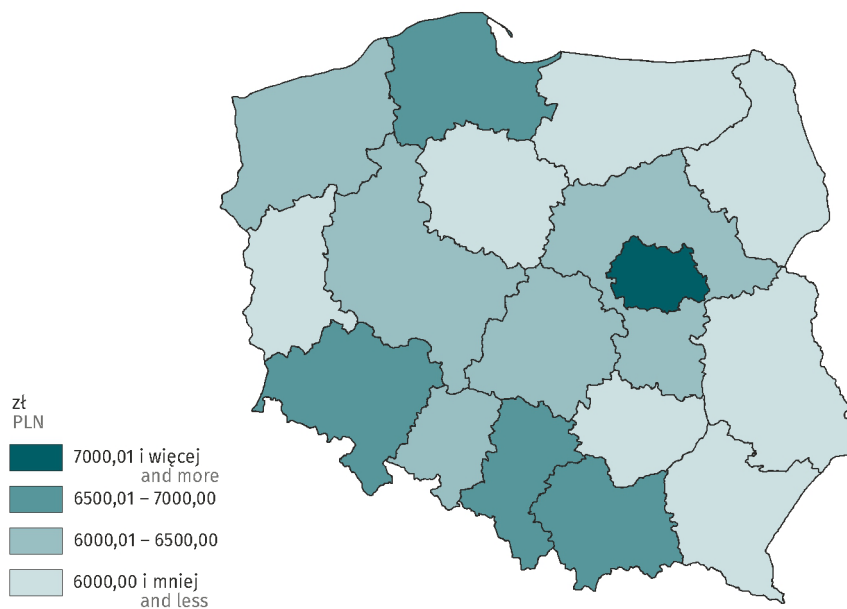 zł
PLN
7000,01 i więcej
and more
6500,01 – 7000,00
6000,01 – 6500,00
6000,00 i mniej
and less